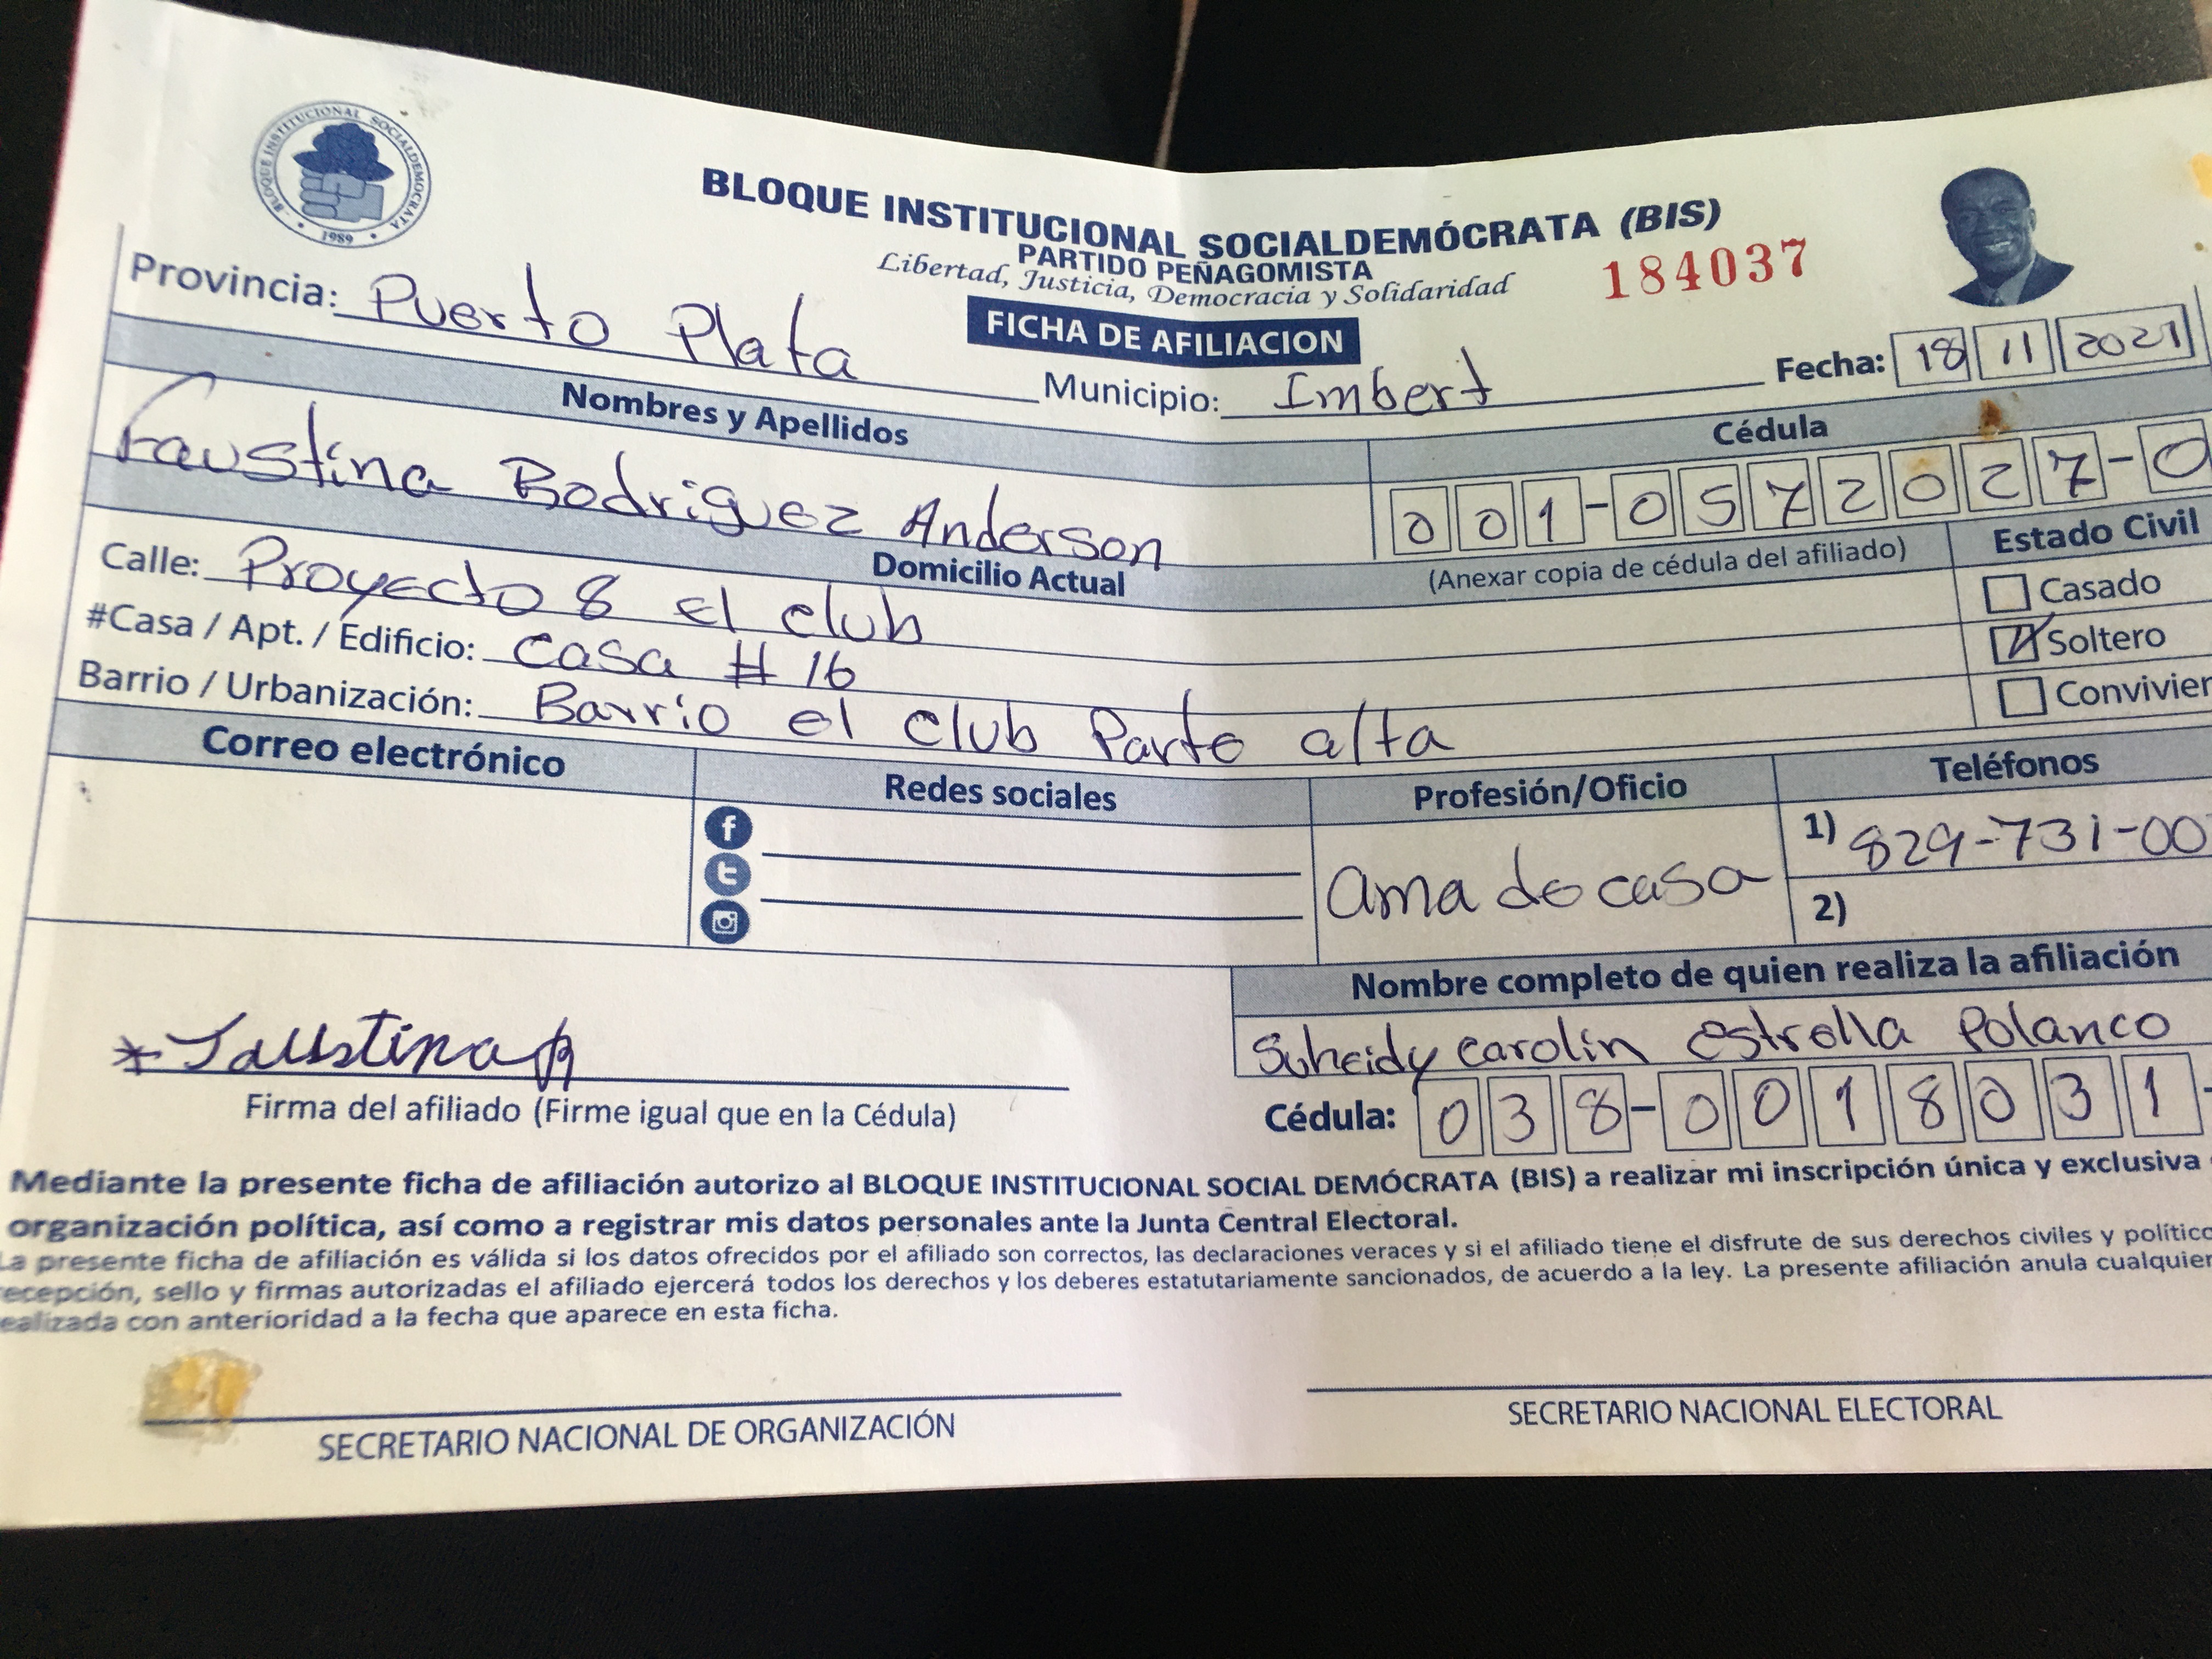 BLOQUE INSTITUCIONAL SOCIALDEMOCRATA
1989
BLOQUE INSTITUCIONAL SOCIALDEMÓCRATA (BIS)
PARTIDO PEÑAGOMISTA
Libertad, Justicia, Democracia y Solidaridad
184037
FICHA DE AFILIACION
Provincia: Puerto Plata Municipio: Imbert Fecha: 18 11 2021
Nombres y Apellidos Cédula
Faustina Rodriguez Anderson 001-0572027-0
(Anexar copia de cédula del afiliado)
Domicilio Actual Estado Civil
Calle: Proyecto 8 el club Casado
#Casa / Apt. / Edificio: casa # 16 Soltero
Barrio / Urbanización: Barrio el club Parte alta
Correo electrónico Redes sociales Profesión/Oficio Teléfonos
f
t
ama de casa
1) 829-731-00
2)
Nombre completo de quien realiza la afiliación
Suheidy carolin estrella Polanco
Cédula: 038-0018031-
* Faustina R
Firma del afiliado (Firme igual que en la Cédula)
Mediante la presente ficha de afiliación autorizo al BLOQUE INSTITUCIONAL SOCIAL DEMÓCRATA (BIS) a realizar mi inscripción única y exclusiva
organización política, así como a registrar mis datos personales ante la Junta Central Electoral.
La presente ficha de afiliación es válida si los datos ofrecidos por el afiliado son correctos, las declaraciones veraces y si el afiliado tiene el disfrute de sus derechos civiles y
sello y firmas autorizadas el afiliado ejercerá todos los derechos y los deberes estatutariamente sancionados, de acuerdo a la ley. La presente afiliación anula
con anterioridad a la fecha que aparece en esta ficha.
SECRETARIO NACIONAL DE ORGANIZACIÓN SECRETARIO NACIONAL ELECTORAL